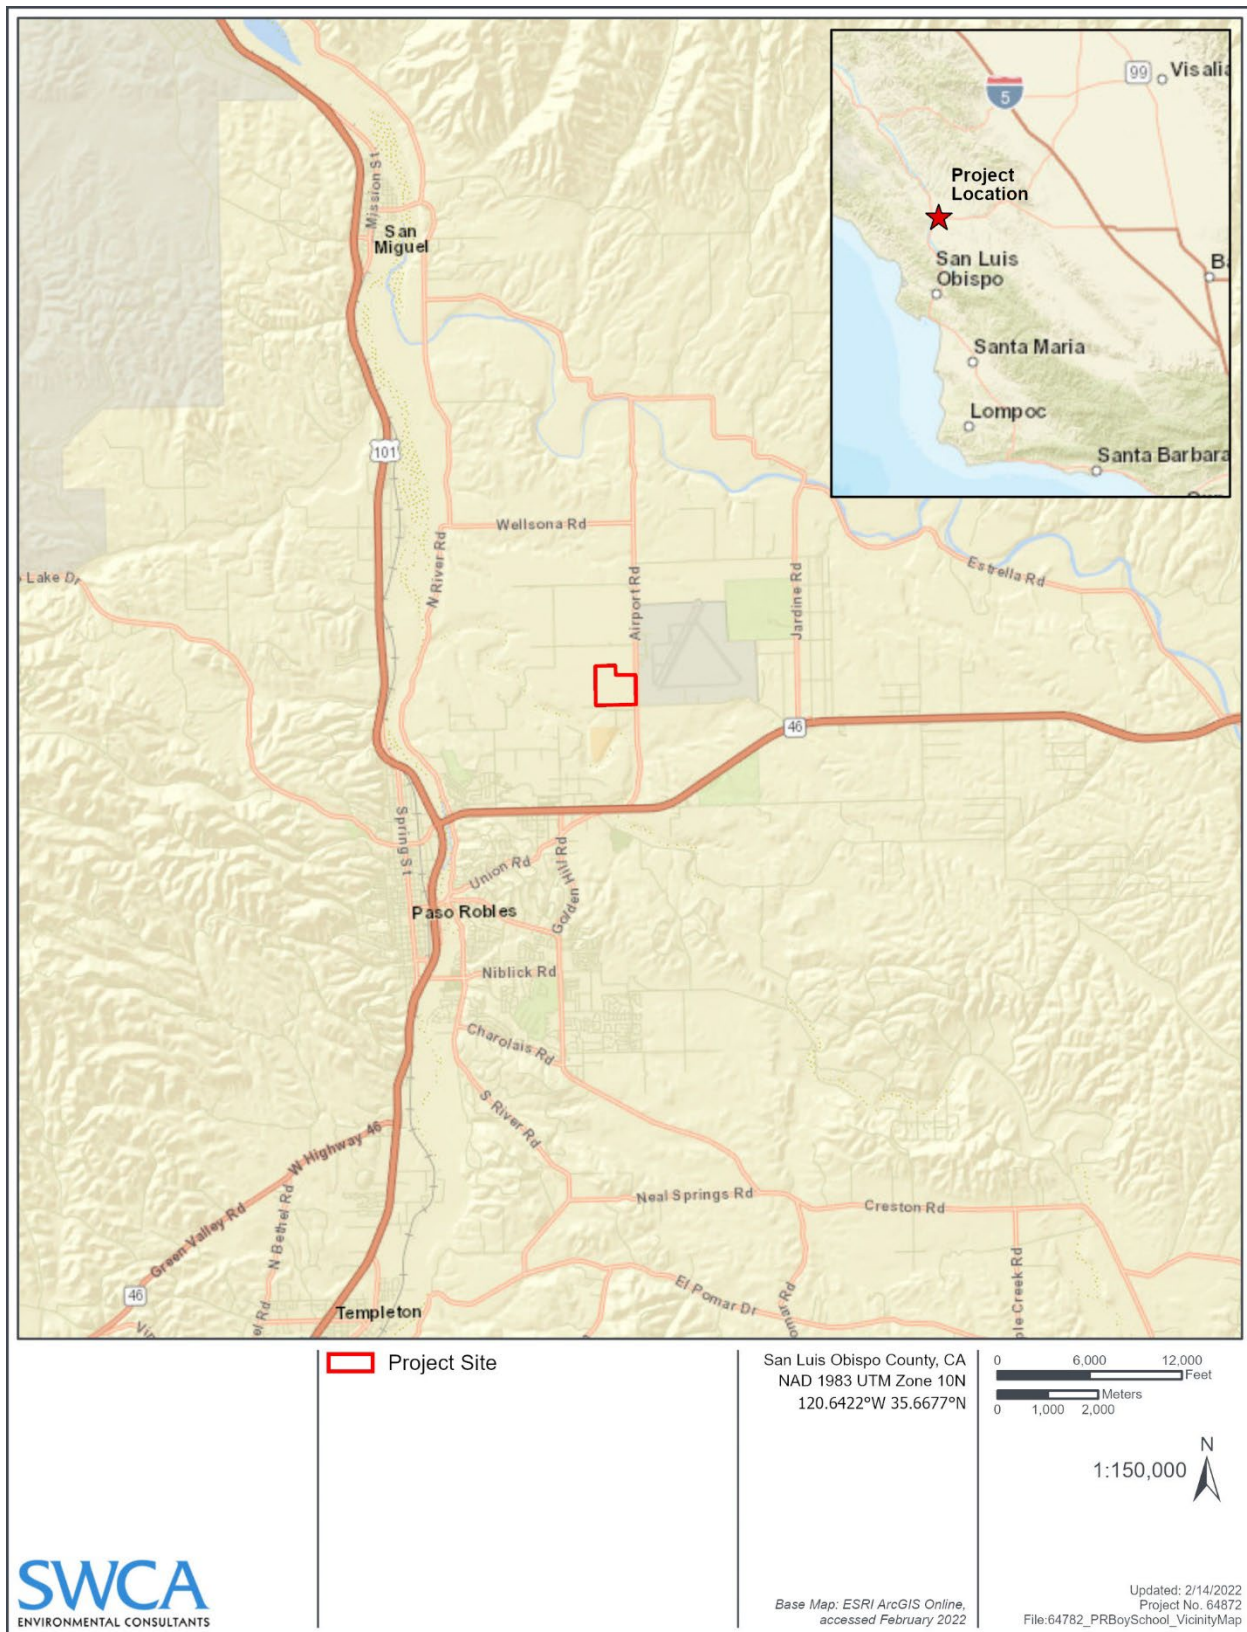 99
Visalia
5
Project
Location
San Luis
Obispo
Santa Maria
Lompoc
Santa Barbara
Mission St
San
Miguel
101
Wellsona Rd
N River Rd
Airport Rd
Jardine Rd
Estrella Rd
Lake Dr
46
Spring St
Union Rd
Golden Hill Rd
Paso Robles
Niblick Rd
Charolais Rd
S River Rd
W Highway 46
Green Valley Rd
N Bethel Rd
Neal Springs Rd
Creston Rd
El Pomar Dr
46
Templeton
Project Site
San Luis Obispo County, CA
NAD 1983 UTM Zone 10N
120.6422°W 35.6677°N
0 6,000 12,000
Feet
Meters
0 1,000 2,000
N
1:150,000
SWCA
ENVIRONMENTAL CONSULTANTS
Base Map: ESRI ArcGIS Online,
accessed February 2022
Updated: 2/14/2022
Project No. 64872
File:64782_PRBoySchool_VicinityMap